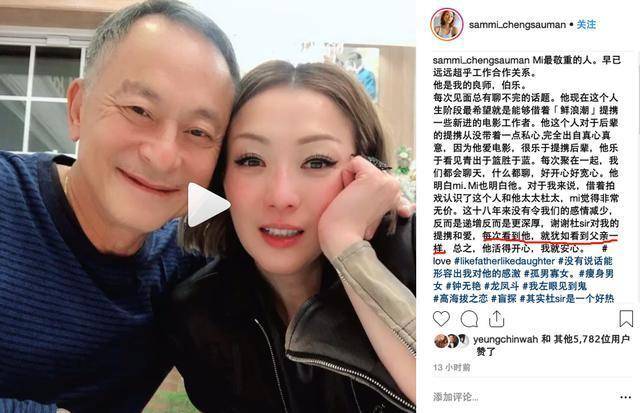 sammi_chengsauman • 关注
sammi_chengsauman Mi最敬重的人。早已
远远超乎工作合作关系。
他是我的良师，伯乐。
每次见面总有聊不完的话题。他现在这个人
生阶段最希望就是能够借着「鲜浪潮」提携
一些新进的电影工作者。他这个人对于后辈
的提携从没带着一点私心,完全出自真心真
意，因为他爱电影，很乐于提携后辈，他乐
于看见青出于篮胜于蓝。每次聚在一起，我
们都会聊天，什么都聊，好开心好宽心。他
明白mi. Mi也明白他。对于我来说，借着拍
戏认识了这个人和他太太杜太，mi觉得非常
无价。这十八年来没有令我们的感情减少，
反而是递增反而是更深厚，谢谢杜sir对我的
提携和爱，每次看到他，就犹如看到父亲一
样，总之，他活得开心，我就安心。 #
love #likefatherlikedaughter #没有说话能
形容出我对他的感激 #孤男寡女。#瘦身男
女 #钟无艳 #龙凤斗 #我左眼见到鬼
#高海拔之恋 #盲探 #其实杜sir是一个好热
yeungchinwah 和 其他5,782位用户
赞了
13 小时前
添加评论...